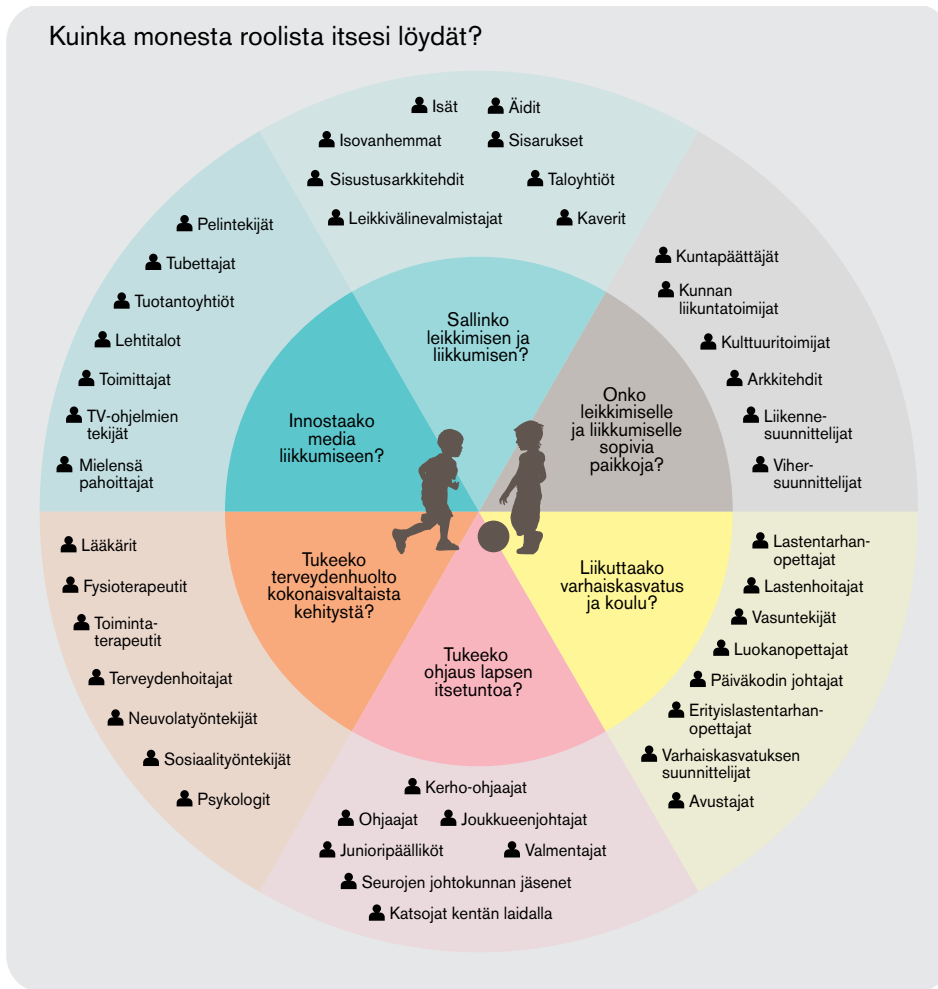 Kuinka monesta roolista itsesi löydät?
Isät
Äidit
Isovanhemmat
Sisarukset
Sisustusarkkitehdit
Taloyhtiöt
Leikkivälinevalmistajat
Kaverit
Sallinko
leikkimisen ja
liikkumisen?
Kuntapäättäjät
Kunnan
liikuntatoimijat
Kulttuuritoimijat
Arkkitehdit
Liikenne-
suunnittelijat
Viher-
suunnittelijat
Onko
leikkimiselle
ja liikkumiselle
sopivia
paikkoja?
Lastentarhan-
opettajat
Lastenhoitajat
Vasuntekijät
Luokanopettajat
Päiväkodin johtajat
Erityislastentarhan-
opettajat
Varhaiskasvatuksen
suunnittelijat
Avustajat
Liikuttaako
varhaiskasvatus
ja koulu?
Tukeeko
ohjaus lapsen
itsetuntoa?
Kerho-ohjaajat
Ohjaajat
Joukkueenjohtajat
Junioripäälliköt
Valmentajat
Seurojen johtokunnan jäsenet
Katsojat kentän laidalla
Tukeeko
terveydenhuolto
kokonaisvaltaista
kehitystä?
Lääkärit
Fysioterapeutit
Toiminta-
terapeutit
Terveydenhoitajat
Neuvolatyöntekijät
Sosiaalityöntekijät
Psykologit
Innostaako
media
liikkumiseen?
Pelintekijät
Tubettajat
Tuotantoyhtiöt
Lehtitalot
Toimittajat
TV-ohjelmien
tekijät
Mielensä
pahoittajat